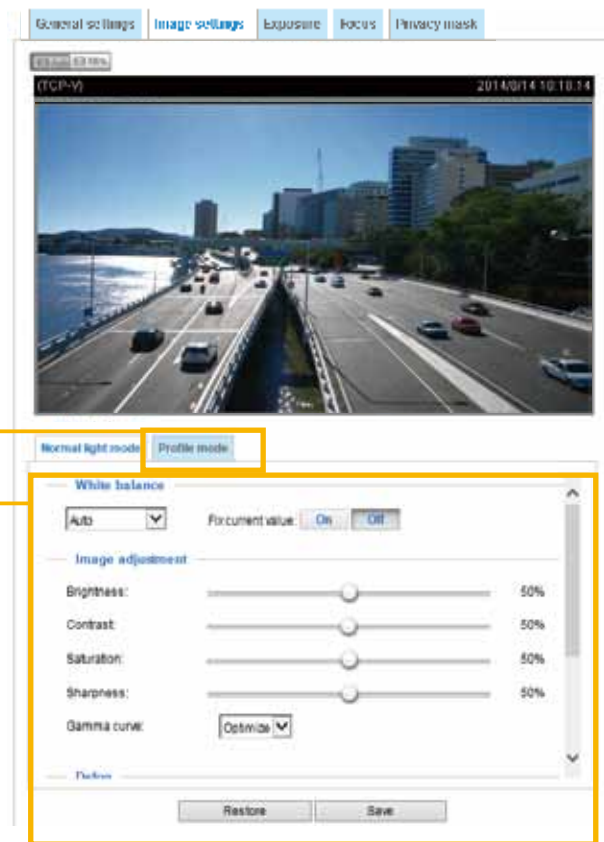 General settings Image settings Exposure Focus Privacy mask
(TCP-V) 2014/8/14 10:10:14
Normal light mode Profile mode
White balance
Auto Fix current value: On Off
Image adjustment
Brightness: 50%
Contrast: 50%
Saturation: 50%
Sharpness: 50%
Gamma curve: Optimize
Defog
Restore Save